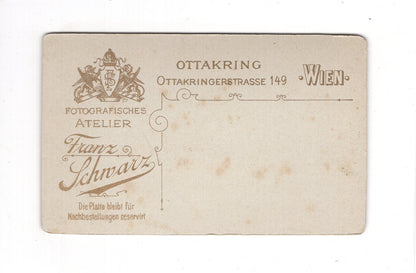 OTTAKRING
OTTAKRINGERSTRASSE 149
·WIEN·
FOTOGRAFISCHES
ATELIER
Franz
Schwarz
Die Platte bleibt für
Nachbestellungen reservirt